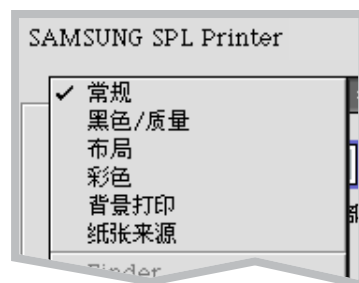 SAMSUNG SPL Printer
✓ 常规
黑色/质量
布局
彩色
背景打印
纸张来源
Finder